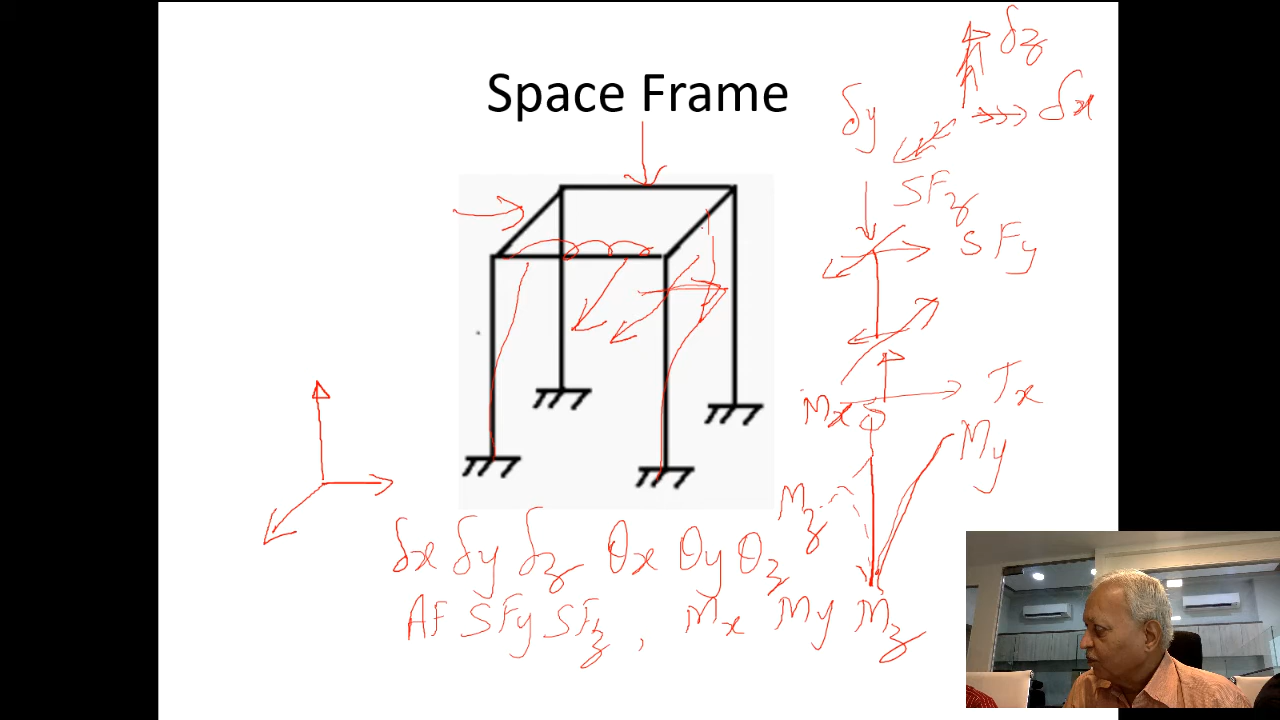 Space Frame
δz
δx
δy
SFz
SFy
Tx
Mx
My
Mz
δx δy δz θx θy θz
AF SFy SFz , Mx My Mz